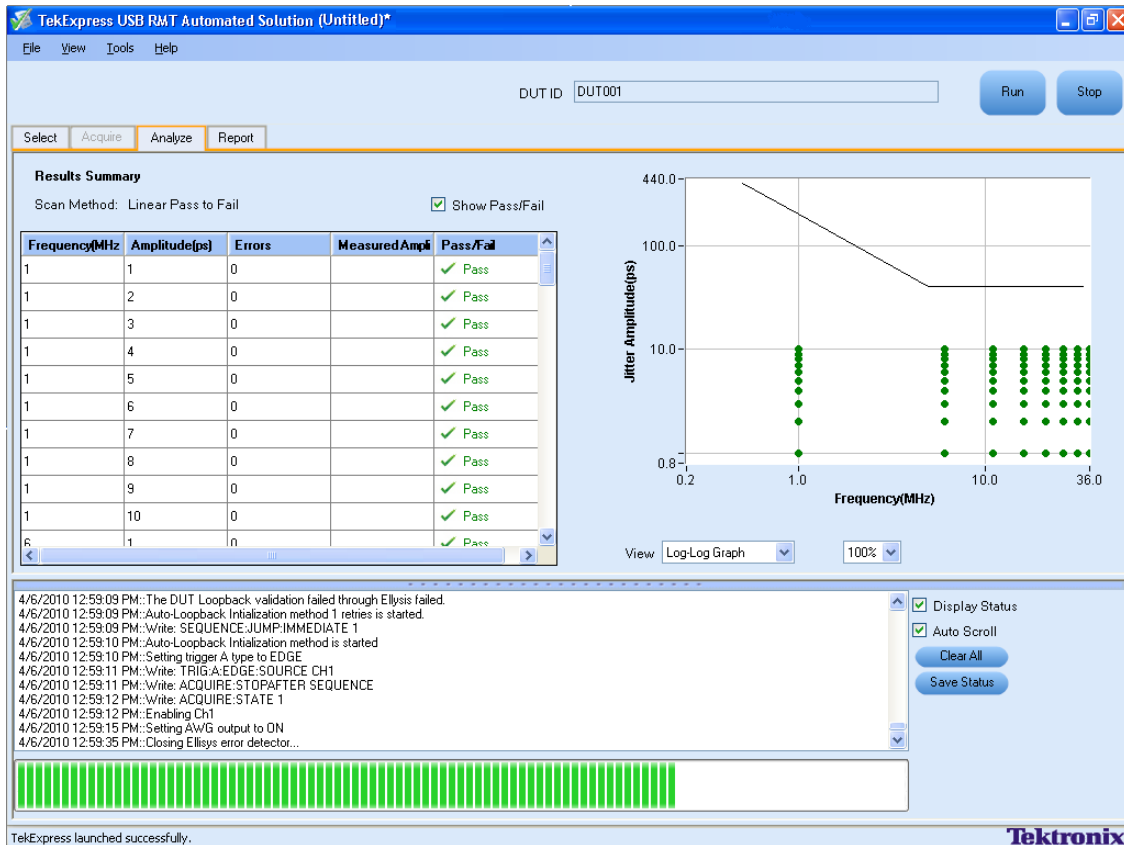 TekExpress USB RMT Automated Solution (Untitled)*
File View Tools Help
DUT ID DUT001 Run Stop
Select Acquire Analyze Report
Results Summary
Scan Method: Linear Pass to Fail Show Pass/Fail
Frequency(MHz Amplitude(ps) Errors Measured Ampli Pass/Fail
1 1 0 Pass
1 2 0 Pass
1 3 0 Pass
1 4 0 Pass
1 5 0 Pass
1 6 0 Pass
1 7 0 Pass
1 8 0 Pass
1 9 0 Pass
1 10 0 Pass
6 1 0 Pass
440.0
100.0
10.0
0.8
Jitter Amplitude(ps)
0.2 1.0 10.0 36.0
Frequency(MHz)
View Log-Log Graph 100%
4/6/2010 12:59:09 PM::The DUT Loopback validation failed through Ellysis failed.
4/6/2010 12:59:09 PM::Auto-Loopback Intialization method 1 retries is started.
4/6/2010 12:59:09 PM::Write: SEQUENCE:JUMP:IMMEDIATE 1
4/6/2010 12:59:10 PM::Auto-Loopback Intialization method is started
4/6/2010 12:59:10 PM::Setting trigger A type to EDGE
4/6/2010 12:59:11 PM::Write: TRIG:A:EDGE:SOURCE CH1
4/6/2010 12:59:11 PM::Write: ACQUIRE:STOPAFTER SEQUENCE
4/6/2010 12:59:12 PM::Write: ACQUIRE:STATE 1
4/6/2010 12:59:12 PM::Enabling Ch1
4/6/2010 12:59:15 PM::Setting AWG output to ON
4/6/2010 12:59:35 PM::Closing Ellisys error detector...
Display Status
Auto Scroll
Clear All
Save Status
TekExpress launched successfully.
Tektronix